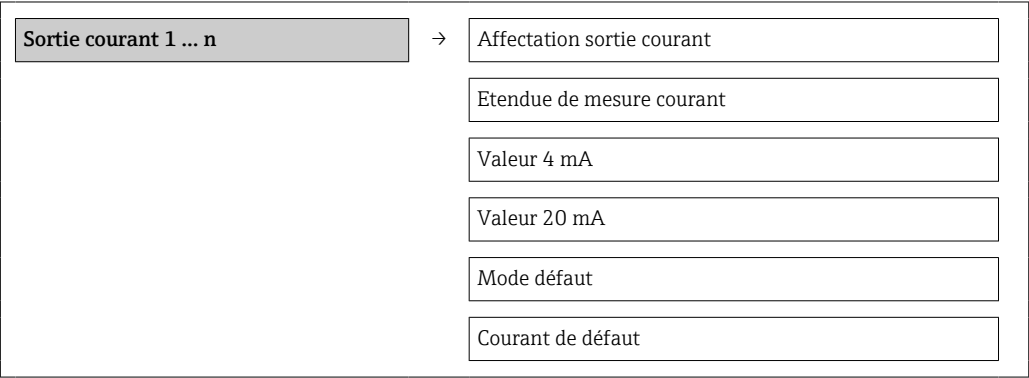 Sortie courant 1 … n → Affectation sortie courant
Etendue de mesure courant
Valeur 4 mA
Valeur 20 mA
Mode défaut
Courant de défaut